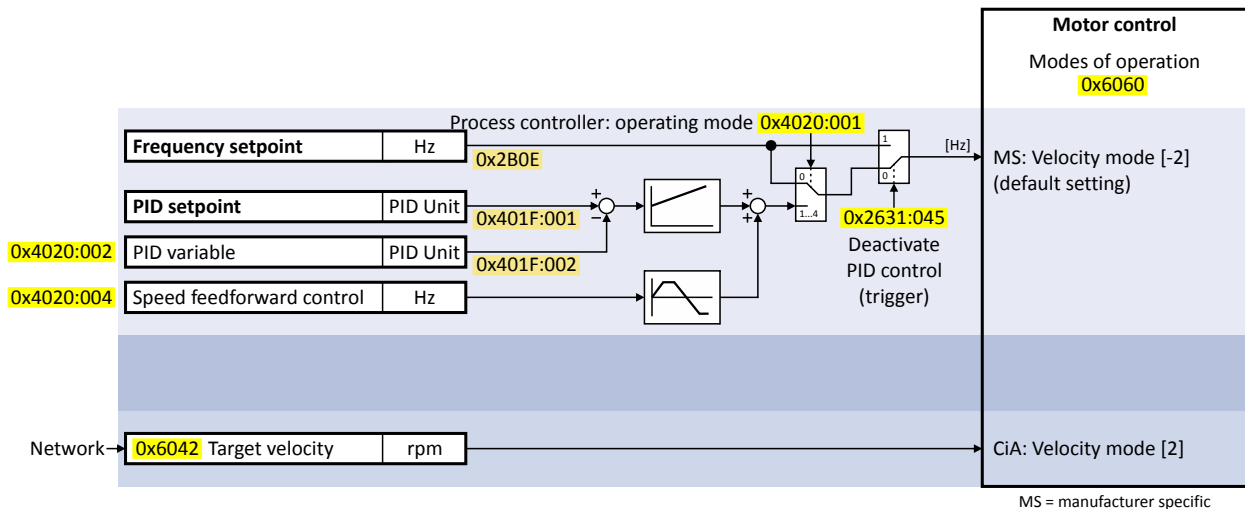 Motor control
Modes of operation
0x6060
Process controller: operating mode 0x4020:001
Frequency setpoint Hz
0x2B0E
1
0
[Hz]
MS: Velocity mode [-2]
(default setting)
0
1...4
PID setpoint PID Unit
0x401F:001
+
−
+
+
0x2631:045
Deactivate
PID control
(trigger)
0x4020:002 PID variable PID Unit
0x401F:002
0x4020:004 Speed feedforward control Hz
Network 0x6042 Target velocity rpm
CiA: Velocity mode [2]
MS = manufacturer specific